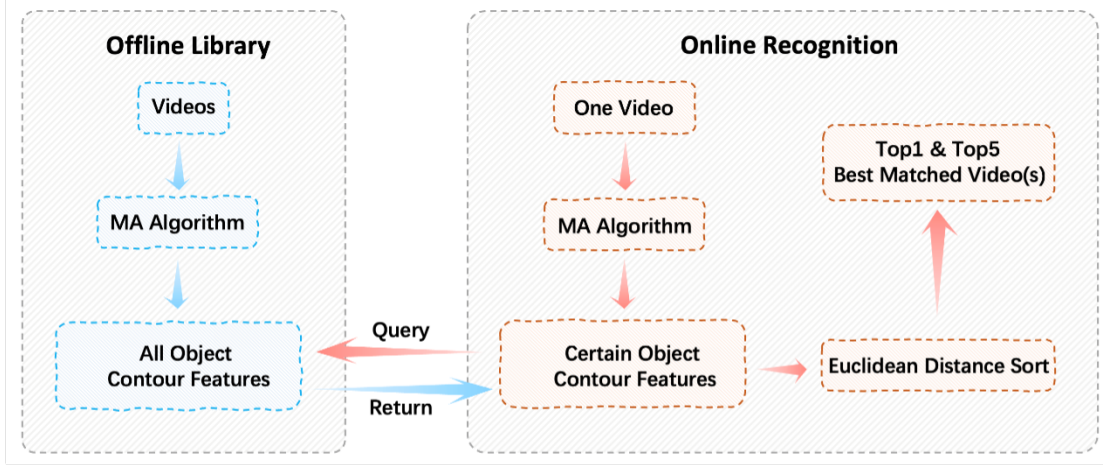 Offline Library
Videos
MA Algorithm
All Object
Contour Features
Query
Return
Online Recognition
One Video
MA Algorithm
Certain Object
Contour Features
Euclidean Distance Sort
Top1 & Top5
Best Matched Video(s)